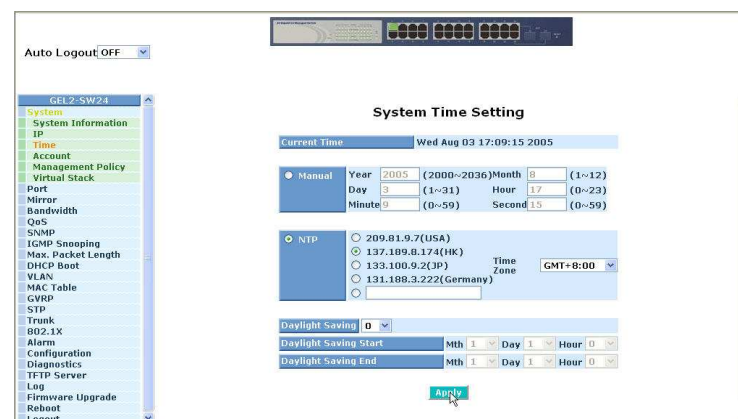 Auto Logout OFF
GEL2-SW24
System
System Information
IP
Time
Account
Management Policy
Virtual Stack
Port
Mirror
Bandwidth
QoS
SNMP
IGMP Snooping
Max. Packet Length
DHCP Boot
VLAN
MAC Table
GVRP
STP
Trunk
802.1X
Alarm
Configuration
Diagnostics
TFTP Server
Log
Firmware Upgrade
Reboot
Logout
System Time Setting
Current Time Wed Aug 03 17:09:15 2005
Manual Year 2005 (2000~2036) Month 8 (1~12)
Day 3 (1~31) Hour 17 (0~23)
Minute 9 (0~59) Second 15 (0~59)
NTP 209.81.9.7(USA)
137.189.8.174(HK)
133.100.9.2(JP) Time Zone GMT+8:00
131.188.3.222(Germany)
Daylight Saving 0
Daylight Saving Start Mth 1 Day 1 Hour 0
Daylight Saving End Mth 1 Day 1 Hour 0
Apply